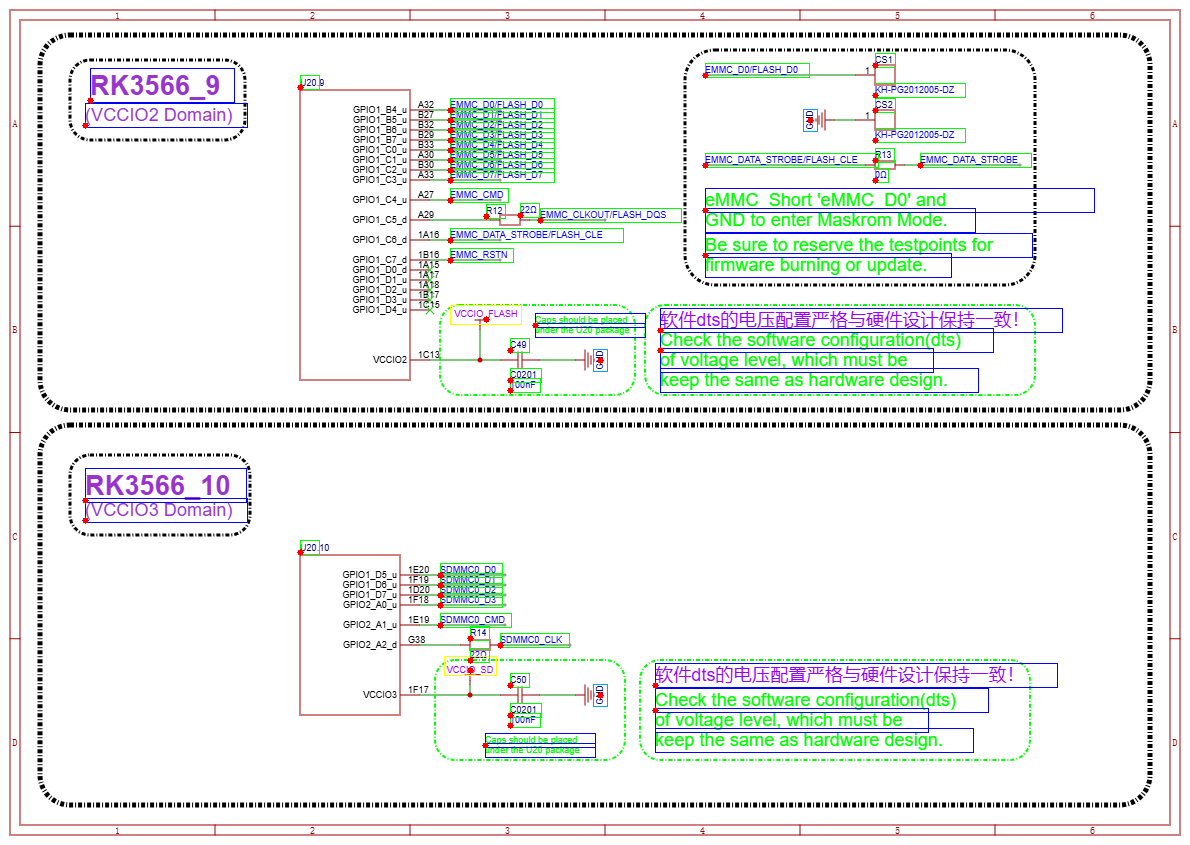 1 2 3 4 5 6
A A
B B
C C
D D
RK3566_9
(VCCIO2 Domain)
U20.9
GPIO1_B4_u A32 EMMC_D0/FLASH_D0
GPIO1_B5_u B27 EMMC_D1/FLASH_D1
GPIO1_B6_u B32 EMMC_D2/FLASH_D2
GPIO1_B7_u B29 EMMC_D3/FLASH_D3
GPIO1_C0_u B33 EMMC_D4/FLASH_D4
GPIO1_C1_u A30 EMMC_D5/FLASH_D5
GPIO1_C2_u B30 EMMC_D6/FLASH_D6
GPIO1_C3_u A33 EMMC_D7/FLASH_D7
GPIO1_C4_u A27 EMMC_CMD
GPIO1_C5_d A29 R12 22Ω EMMC_CLKOUT/FLASH_DQS
GPIO1_C6_d 1A16 EMMC_DATA_STROBE/FLASH_CLE
GPIO1_C7_d 1B16 EMMC_RSTN
GPIO1_D0_d 1A15
GPIO1_D1_u 1A17
GPIO1_D2_u 1A18
GPIO1_D3_u 1B17
GPIO1_D4_u 1C15
VCCIO2 1C13
VCCIO_FLASH
Caps should be placed
under the U20 package
C49
GND
C0201
100nF
EMMC_D0/FLASH_D0
1
CS1
KH-PG2012005-DZ
CS2
GND
1
KH-PG2012005-DZ
EMMC_DATA_STROBE/FLASH_CLE R13 EMMC_DATA_STROBE
0Ω
eMMC Short 'eMMC_D0' and
GND to enter Maskrom Mode.
Be sure to reserve the testpoints for
firmware burning or update.
软件dts的电压配置严格与硬件设计保持一致！
Check the software configuration(dts)
of voltage level, which must be
keep the same as hardware design.
RK3566_10
(VCCIO3 Domain)
U20.10
GPIO1_D5_u 1E20 SDMMC0_D0
GPIO1_D6_u 1F19 SDMMC0_D1
GPIO1_D7_u 1D20 SDMMC0_D2
GPIO2_A0_u 1F18 SDMMC0_D3
GPIO2_A1_u 1E19 SDMMC0_CMD
GPIO2_A2_d G38 R14 SDMMC0_CLK
22Ω
VCCIO_SD
VCCIO3 1F17
C50
GND
C0201
100nF
Caps should be placed
under the U20 package
软件dts的电压配置严格与硬件设计保持一致！
Check the software configuration(dts)
of voltage level, which must be
keep the same as hardware design.
1 2 3 4 5 6